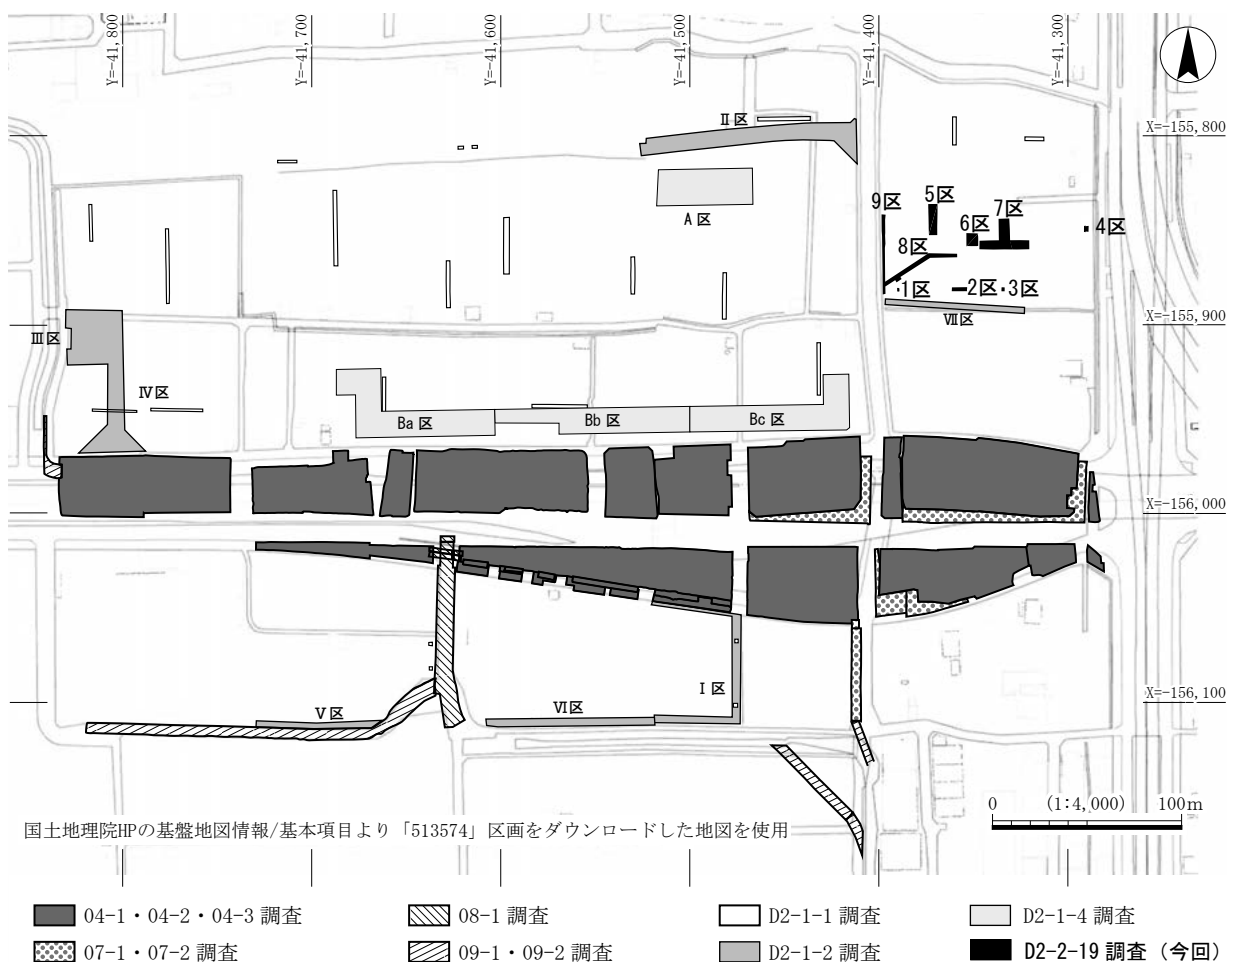 Y=-41,800
Y=-41,700
Y=-41,600
Y=-41,500
Y=-41,400
Y=-41,300
X=-155,800
Ⅱ区
A 区
9区
5区
6区
7区
4区
8区
1区
2区
3区
Ⅶ区
X=-155,900
Ⅲ区
Ⅳ区
Ba 区
Bb 区
Bc 区
X=-156,000
Ⅰ区
Ⅴ区
Ⅵ区
X=-156,100
0 (1:4,000) 100m
国土地理院HPの基盤地図情報/基本項目より「513574」区画をダウンロードした地図を使用
04-1・04-2・04-3 調査
08-1 調査
D2-1-1 調査
D2-1-4 調査
07-1・07-2 調査
09-1・09-2 調査
D2-1-2 調査
D2-2-19 調査（今回）